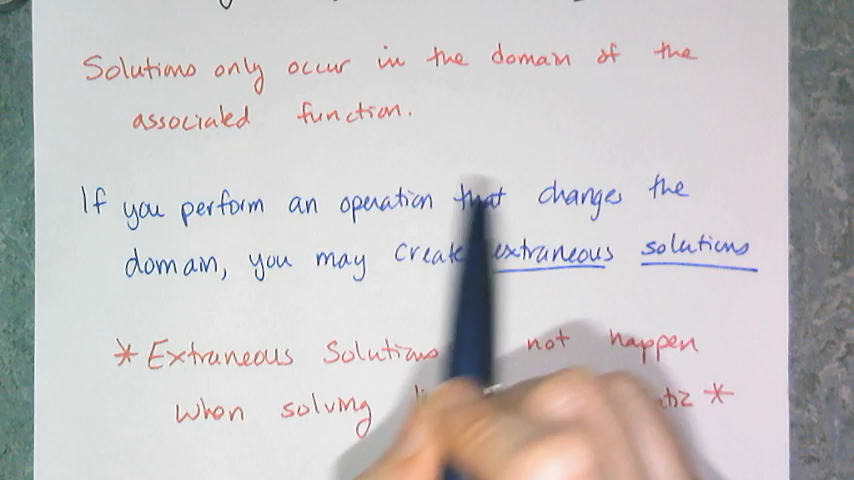 Solutions only occur in the domain of the
associated function.
If you perform an operation that changes the
domain, you may create extraneous solutions
* Extraneous Solutions not happen
when solving *